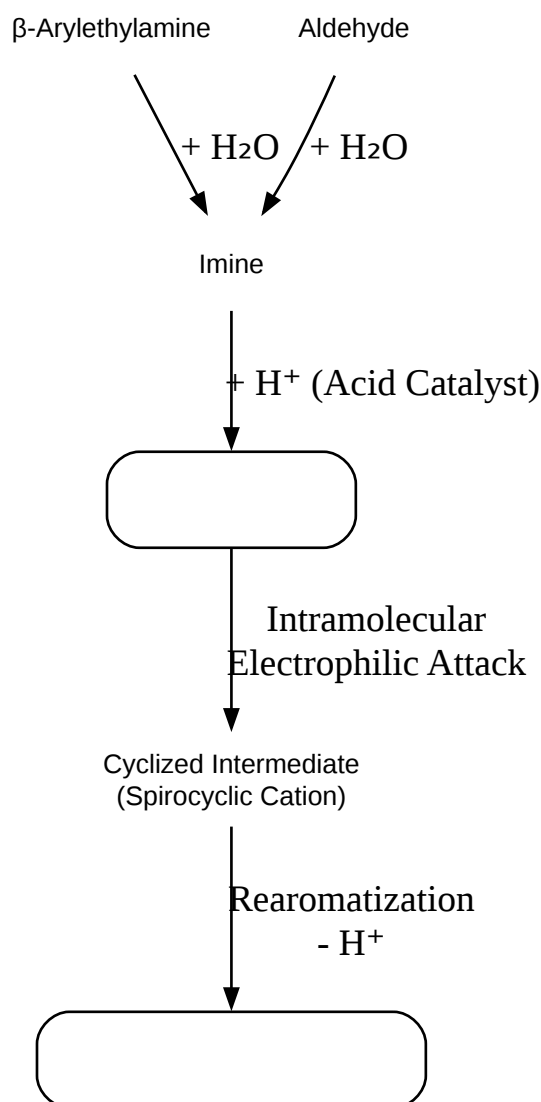 β-Arylethylamine
Aldehyde
+ H₂O
+ H₂O
Imine
+ H⁺ (Acid Catalyst)
Intramolecular
Electrophilic Attack
Cyclized Intermediate
(Spirocyclic Cation)
Rearomatization
- H⁺